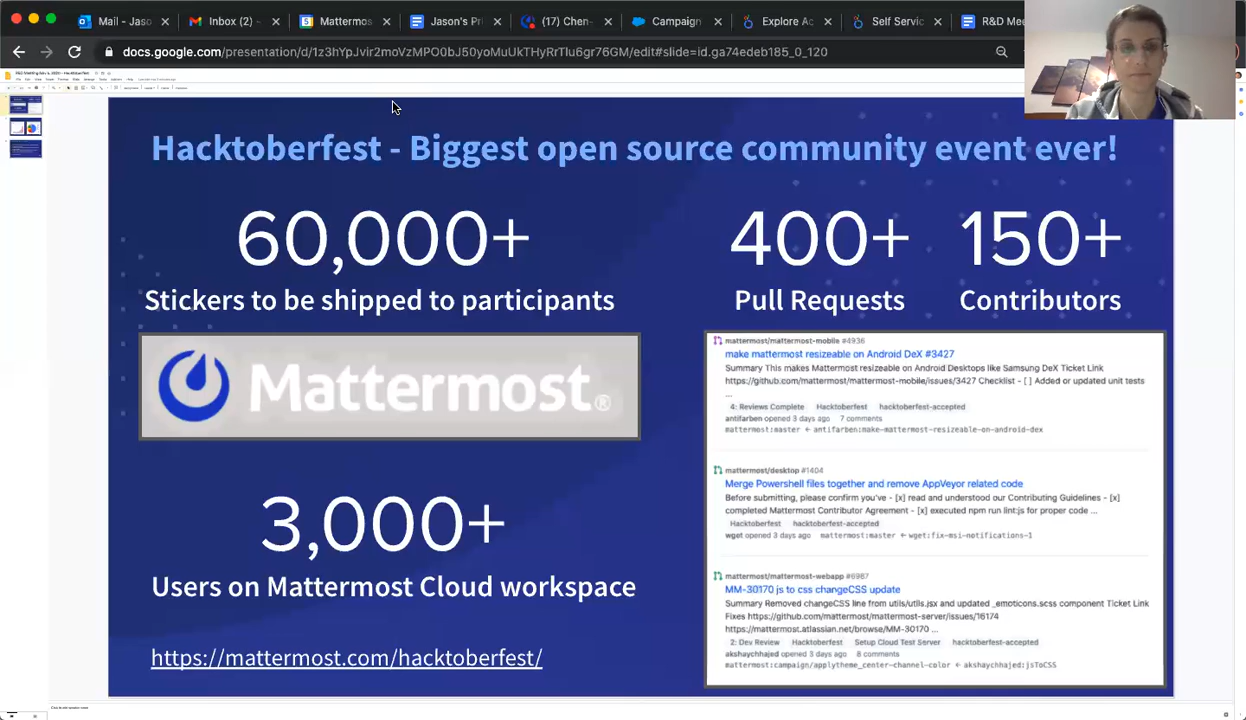 Mail - Jaso
Inbox (2) -
Mattermos
Jason's Pri
(17) Chen-
Campaign
Explore Ac
Self Servic
R&D Mee
docs.google.com/presentation/d/1z3hYpJvir2moVzMPO0bJ50yoMuUkTHyRrTIu6gr76GM/edit#slide=id.ga74edeb185_0_120
Hacktoberfest - Biggest open source community event ever!
60,000+
Stickers to be shipped to participants
Mattermost®
3,000+
Users on Mattermost Cloud workspace
https://mattermost.com/hacktoberfest/
400+
Pull Requests
150+
Contributors
mattermost/mattermost-mobile #4936
make mattermost resizeable on Android DeX #3427
Summary This makes Mattermost resizeable on Android Desktops like Samsung DeX Ticket Link
https://github.com/mattermost/mattermost-mobile/issues/3427 Checklist - [ ] Added or updated unit tests
...
4: Reviews Complete Hacktoberfest hacktoberfest-accepted
antifarben opened 3 days ago 7 comments
mattermost:master ← antifarben:make-mattermost-resizeable-on-android-dex
mattermost/desktop #1404
Merge Powershell files together and remove AppVeyor related code
Before submitting, please confirm you've - [x] read and understood our Contributing Guidelines - [x]
completed Mattermost Contributor Agreement - [x] executed npm run lint:js for proper code ...
Hacktoberfest hacktoberfest-accepted
wget opened 3 days ago mattermost:master ← wget:fix-msi-notifications-1
mattermost/mattermost-webapp #6987
MM-30170 js to css changeCSS update
Summary Removed changeCSS line from utils/utils.jsx and updated _emoticons.scss component Ticket Link
Fixes https://github.com/mattermost/mattermost-server/issues/16174
https://mattermost.atlassian.net/browse/MM-30170 ...
2: Dev Review Hacktoberfest Setup Cloud Test Server hacktoberfest-accepted
akshaychhajed opened 3 days ago 8 comments
mattermost:campaign/applytheme_center-channel-color ← akshaychhajed:jsToCSS